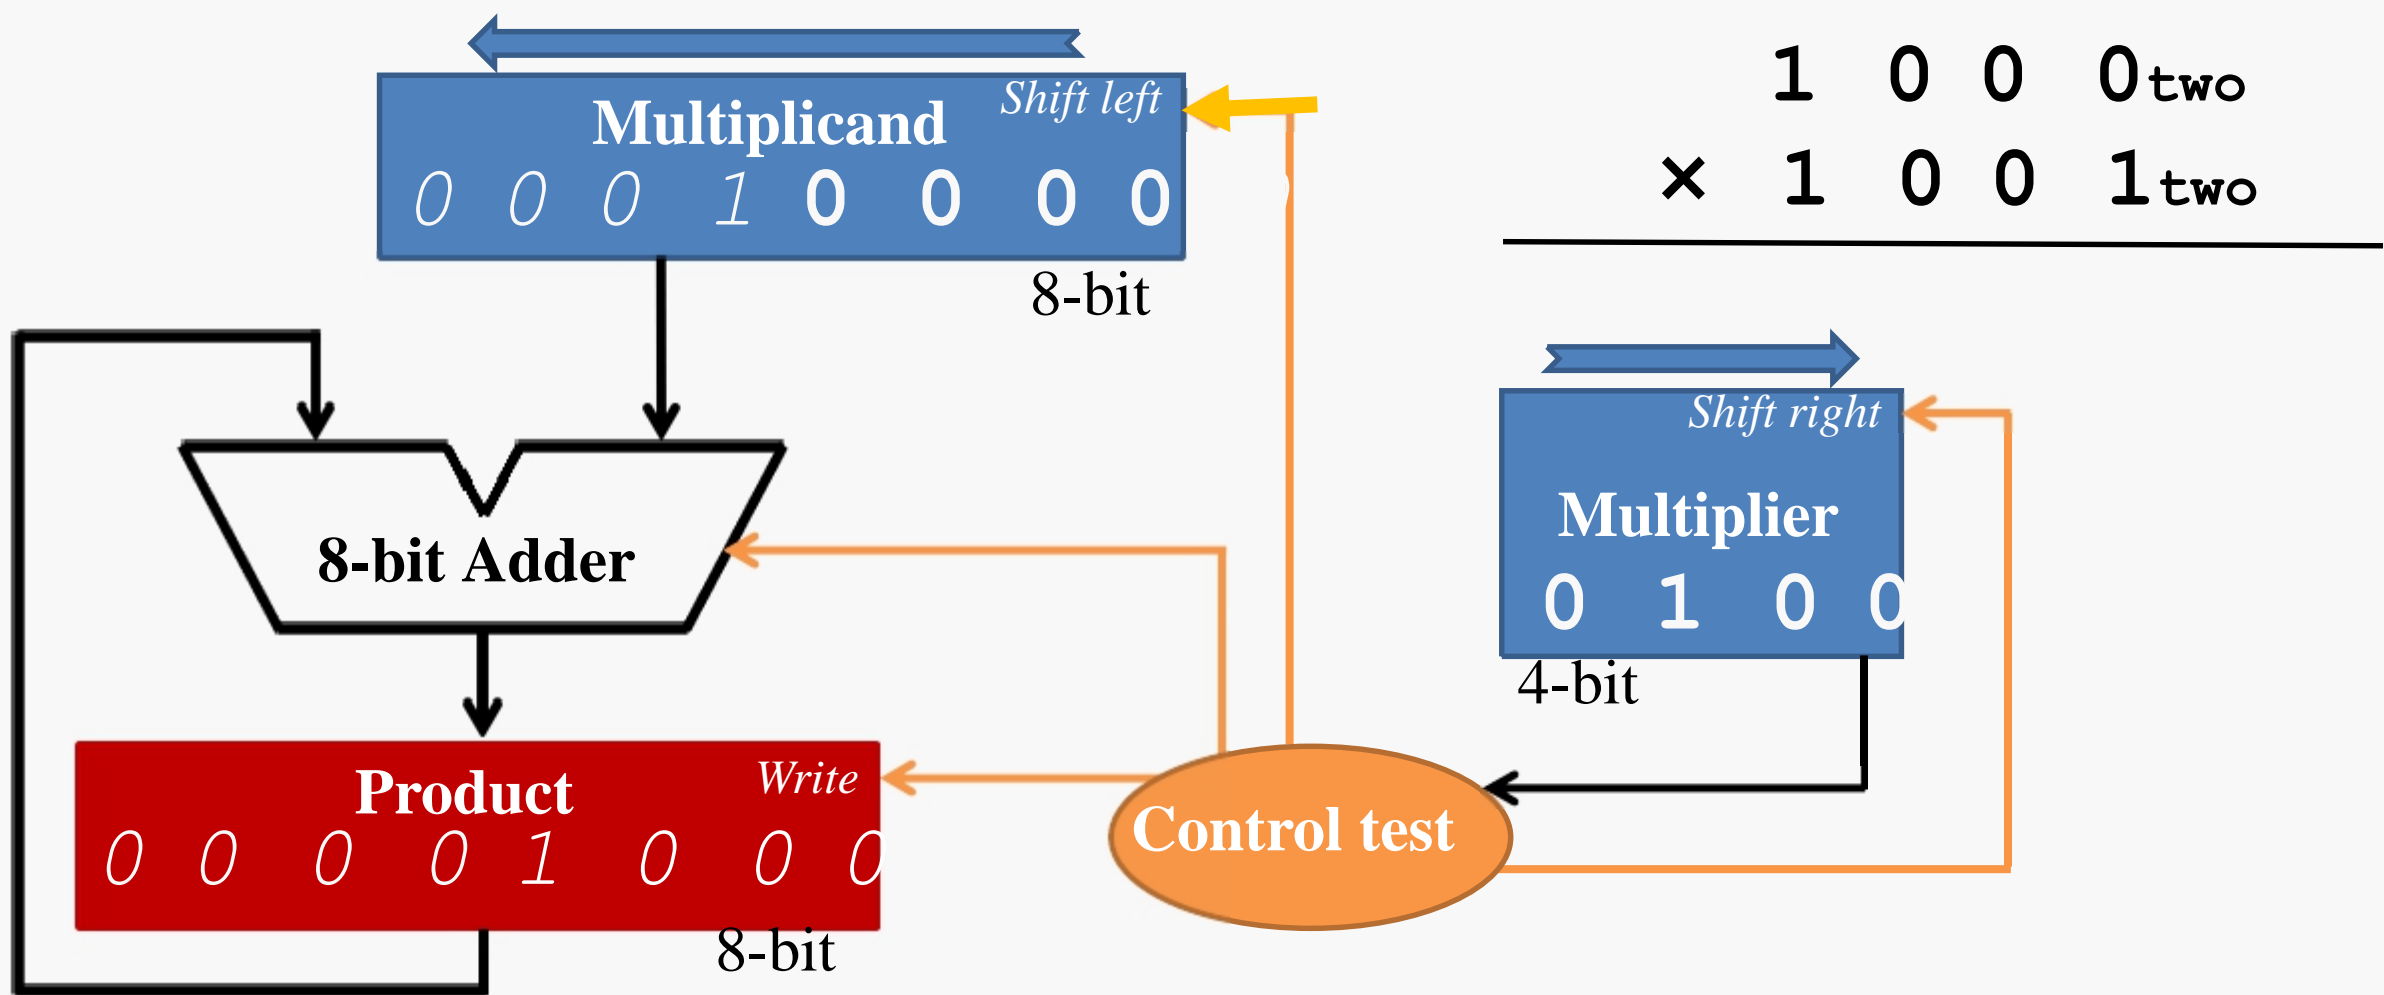 Shift left
Multiplicand
0 0 0 1 0 0 0 0
8-bit
1 0 0 0two
× 1 0 0 1two
Shift right
Multiplier
0 1 0 0
4-bit
8-bit Adder
Write
Product
0 0 0 0 1 0 0 0
8-bit
Control test